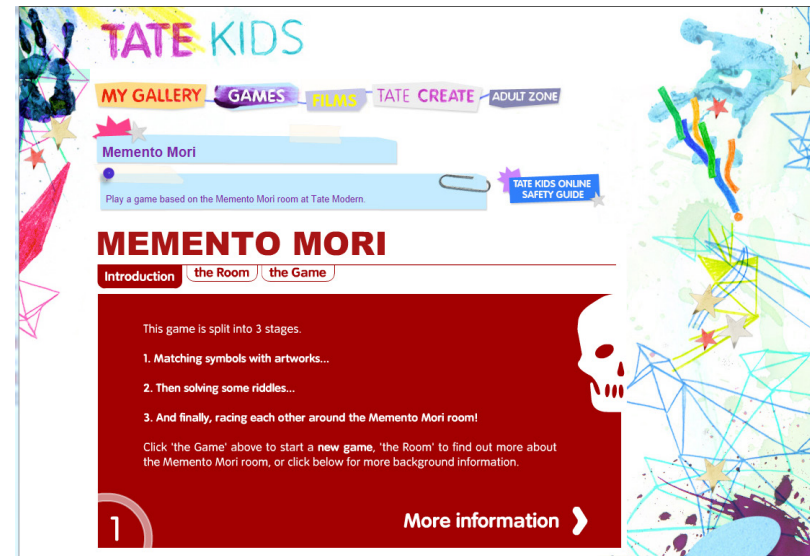 TATE KIDS
MY GALLERY GAMES FILMS TATE CREATE ADULT ZONE
Memento Mori
Play a game based on the Memento Mori room at Tate Modern.
TATE KIDS ONLINE
SAFETY GUIDE
MEMENTO MORI
Introduction the Room the Game
This game is split into 3 stages.
1. Matching symbols with artworks...
2. Then solving some riddles...
3. And finally, racing each other around the Memento Mori room!
Click 'the Game' above to start a new game, 'the Room' to find out more about
the Memento Mori room, or click below for more background information.
1
More information